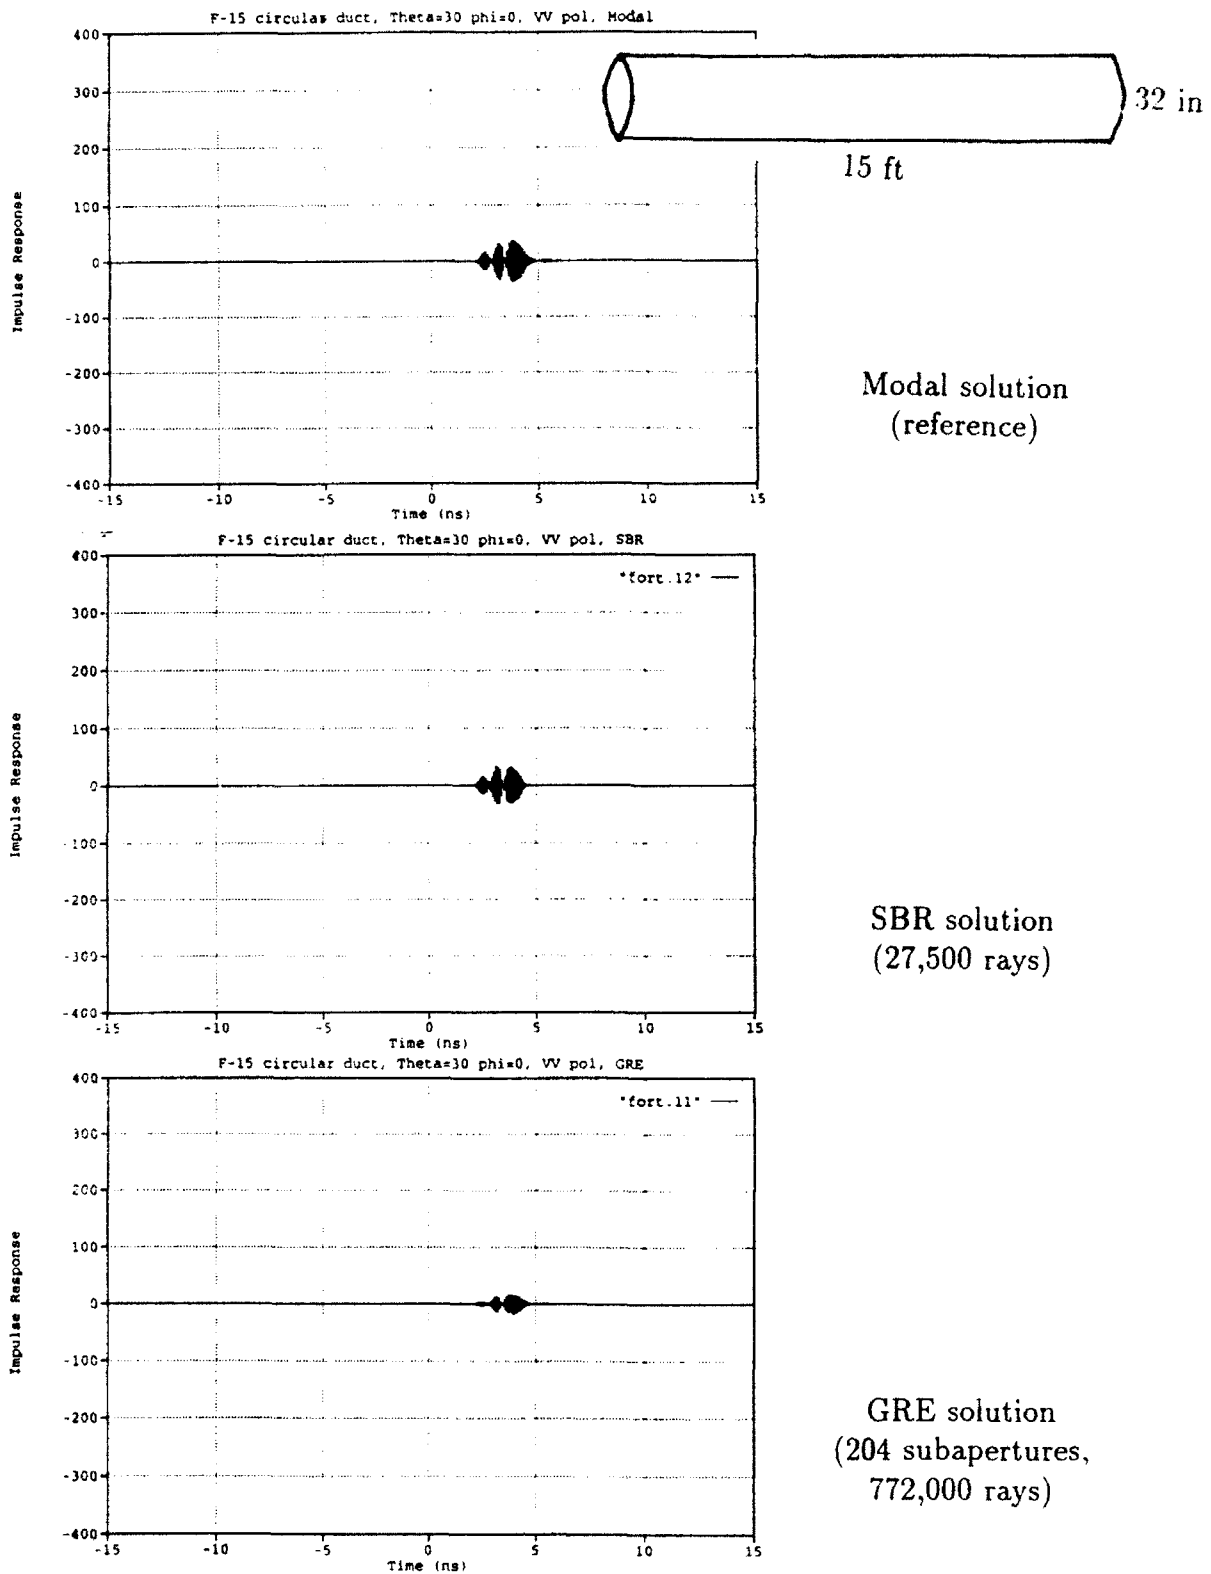 F-15 circular duct, Theta=30 phi=0, VV pol, Modal
400
300
200
100
0
-100
-200
-300
-400
-15 -10 -5 0 5 10 15
Time (ns)
Impulse Response
32 in
15 ft
Modal solution
(reference)
F-15 circular duct, Theta=30 phi=0, VV pol, SBR
"fort.12"
400
300
200
100
0
-100
-200
-300
-400
-15 -10 -5 0 5 10 15
Time (ns)
Impulse Response
SBR solution
(27,500 rays)
F-15 circular duct, Theta=30 phi=0, VV pol, GRE
"fort.11"
400
300
200
100
0
-100
-200
-300
-400
-15 -10 -5 0 5 10 15
Time (ns)
Impulse Response
GRE solution
(204 subapertures,
772,000 rays)